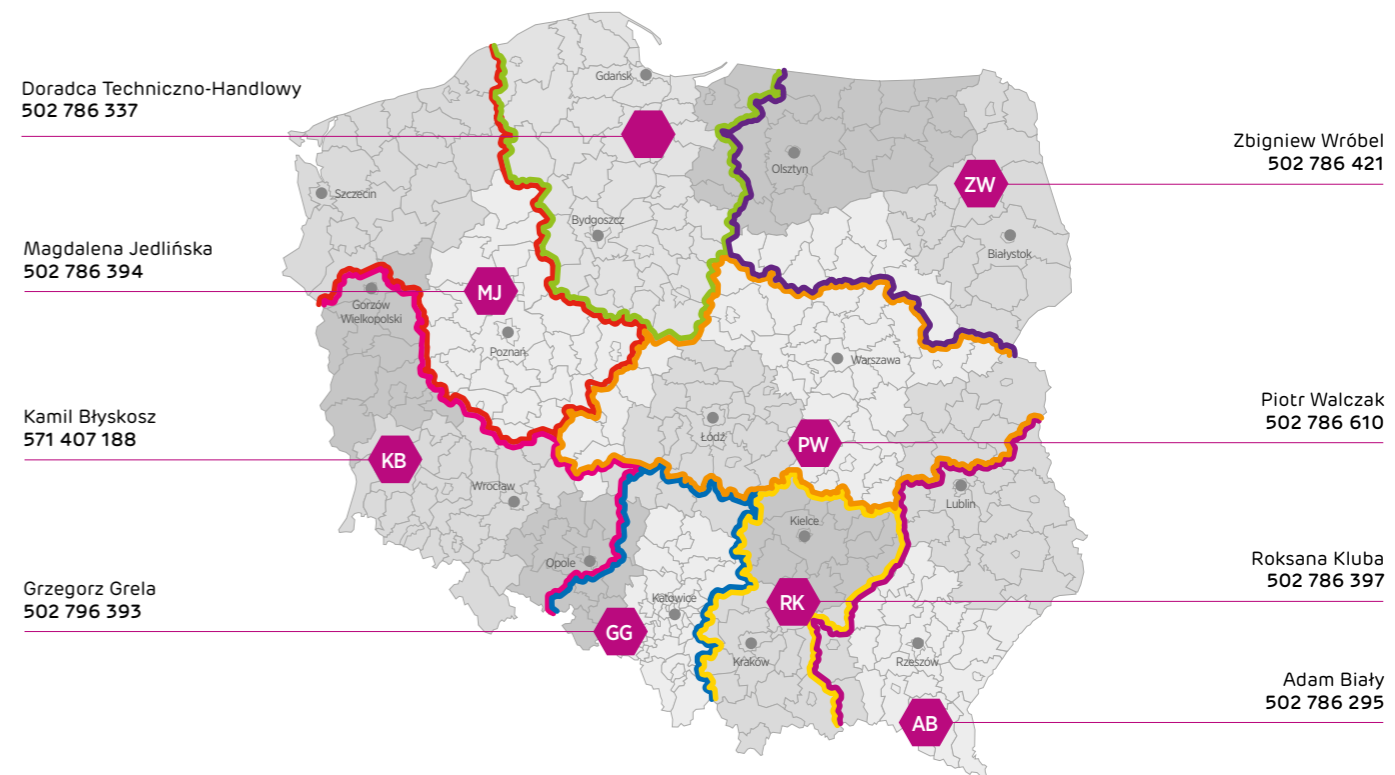 Doradca Techniczno-Handlowy
502 786 337
Magdalena Jedlińska
502 786 394
Kamil Błyskosz
571 407 188
Grzegorz Grela
502 796 393
Gdańsk
Olsztyn
Szczecin
Bydgoszcz
Białystok
Gorzów
Wielkopolski
Poznań
Warszawa
Łódź
Wrocław
Lublin
Kielce
Opole
Katowice
Kraków
Rzeszów
ZW
MJ
PW
KB
RK
GG
AB
Zbigniew Wróbel
502 786 421
Piotr Walczak
502 786 610
Roksana Kluba
502 786 397
Adam Biały
502 786 295